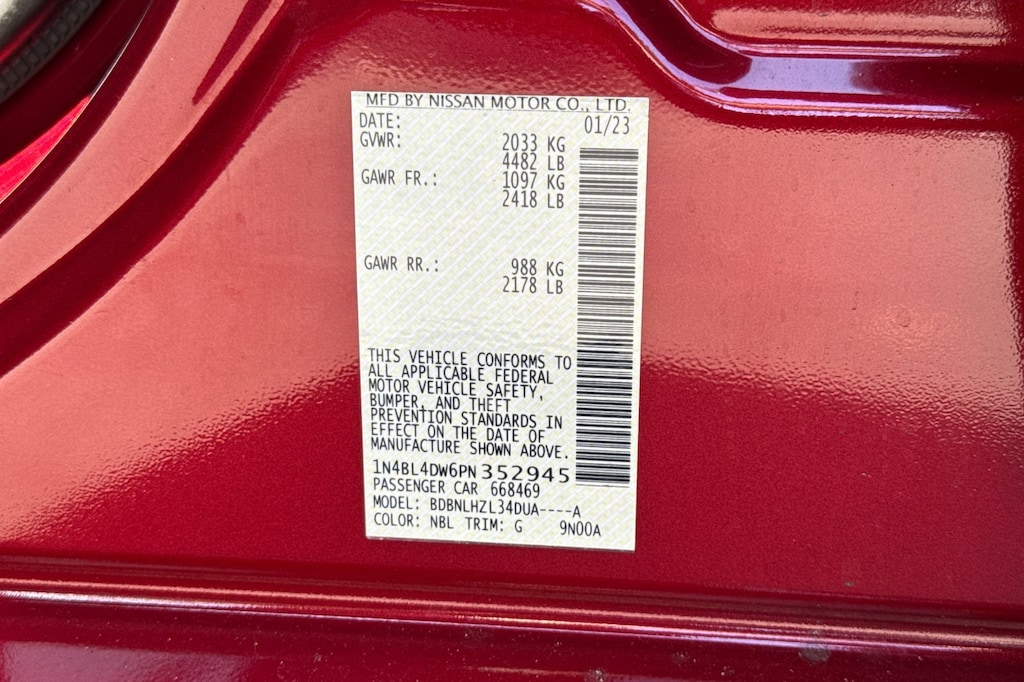 MFD BY NISSAN MOTOR CO., LTD.
DATE: 01/23
GVWR: 2033 KG
4482 LB
GAWR FR.: 1097 KG
2418 LB
GAWR RR.: 988 KG
2178 LB
THIS VEHICLE CONFORMS TO
ALL APPLICABLE FEDERAL
MOTOR VEHICLE SAFETY,
BUMPER, AND THEFT
PREVENTION STANDARDS IN
EFFECT ON THE DATE OF
MANUFACTURE SHOWN ABOVE.
1N4BL4DW6PN352945
PASSENGER CAR 668469
MODEL: BDBNLHZL34DUA----A
COLOR: NBL TRIM: G 9N00A